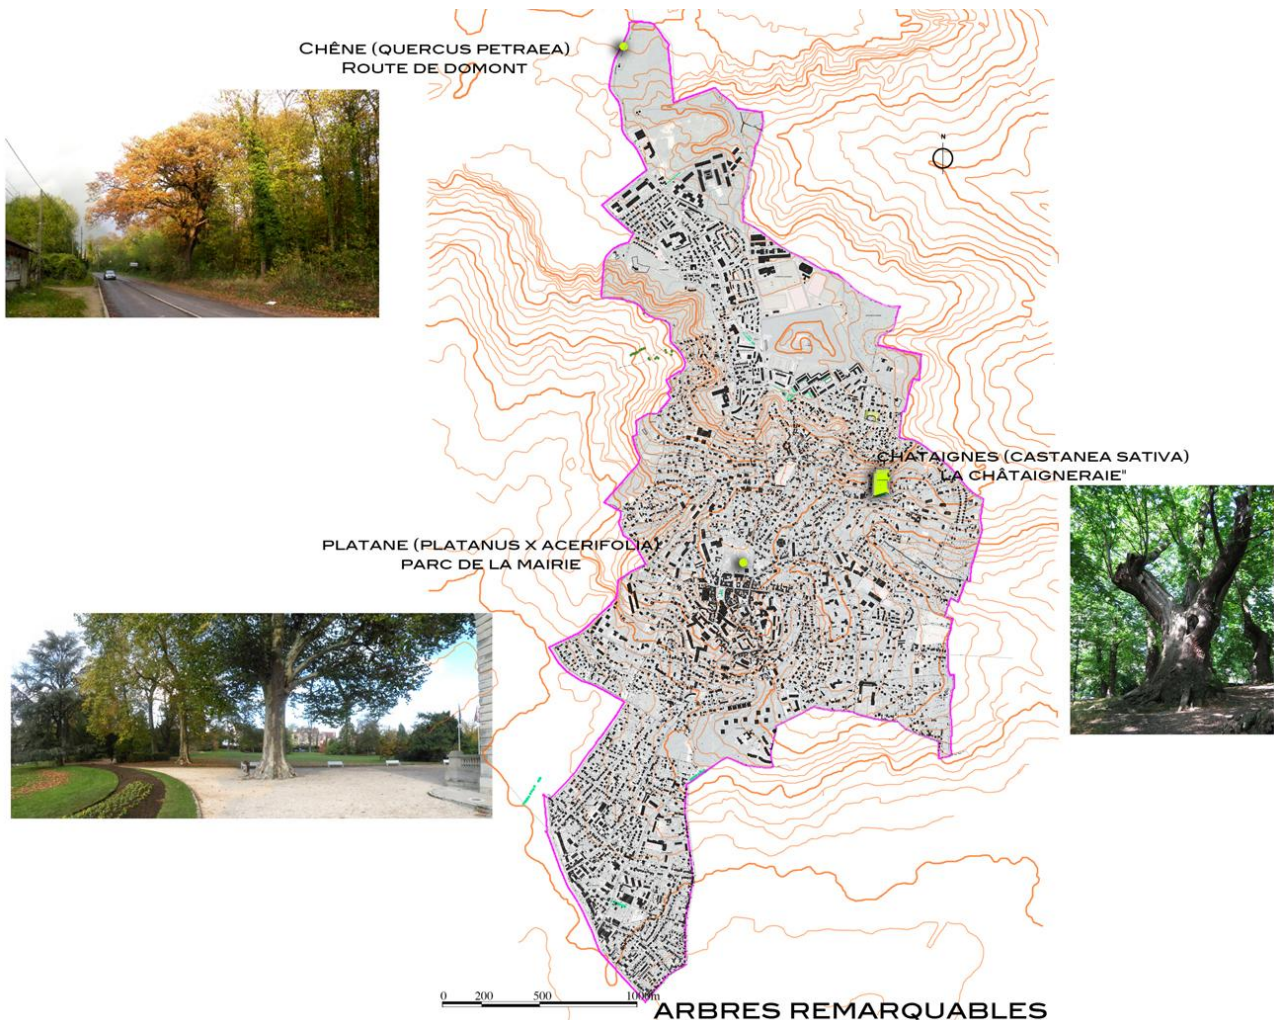 CHÊNE (QUERCUS PETRAEA)
ROUTE DE DOMONT
N
CHATAIGNES (CASTANEA SATIVA)
LA CHÂTAIGNERAIE"
PLATANE (PLATANUS X ACERIFOLIA)
PARC DE LA MAIRIE
0 200 500 1000m
ARBRES REMARQUABLES